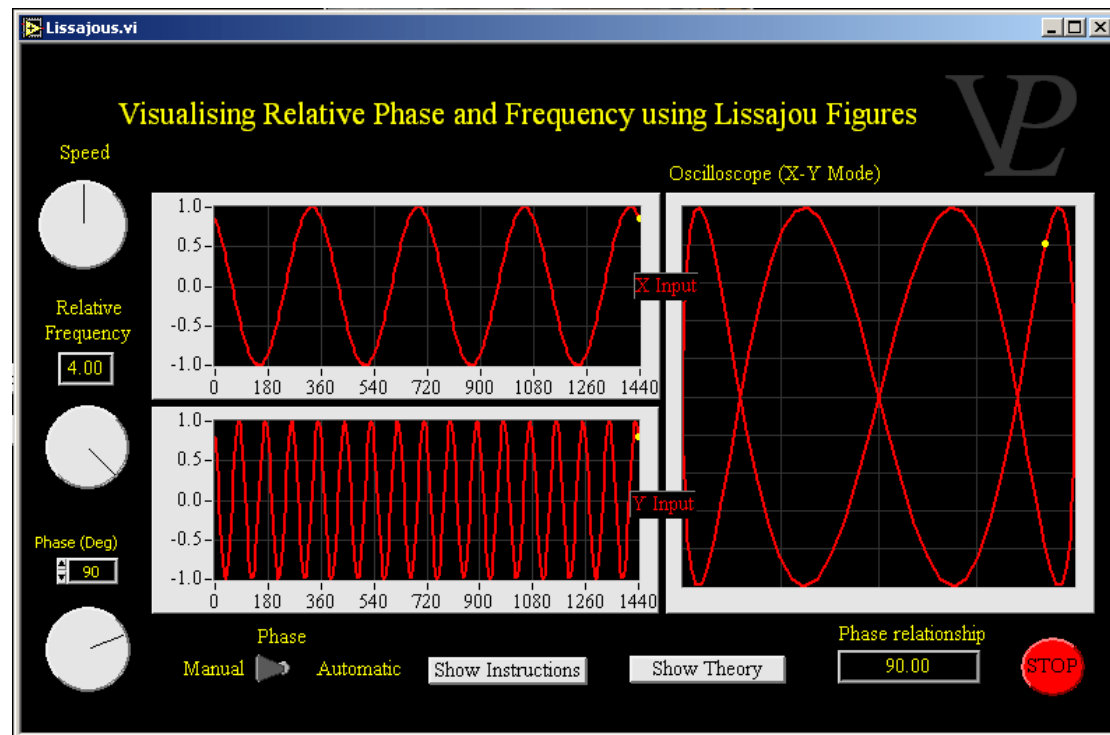 Lissajous.vi
VPL
Visualising Relative Phase and Frequency using Lissajou Figures
Speed
Oscilloscope (X-Y Mode)
1.0
0.5
0.0
-0.5
-1.0
0 180 360 540 720 900 1080 1260 1440
X Input
Relative
Frequency
4.00
1.0
0.5
0.0
-0.5
-1.0
0 180 360 540 720 900 1080 1260 1440
Y Input
Phase (Deg)
90
Phase
Manual Automatic
Show Instructions
Show Theory
Phase relationship
90.00
STOP